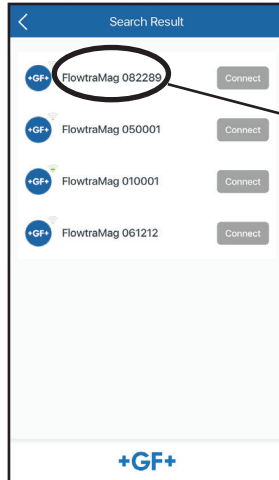 Search Result
+GF+ FlowtraMag 082289 Connect
+GF+ FlowtraMag 050001 Connect
+GF+ FlowtraMag 010001 Connect
+GF+ FlowtraMag 061212 Connect
+GF+